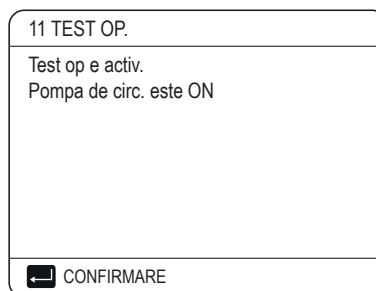 11 TEST OP.
Test op e activ.
Pompa de circ. este ON
CONFIRMARE